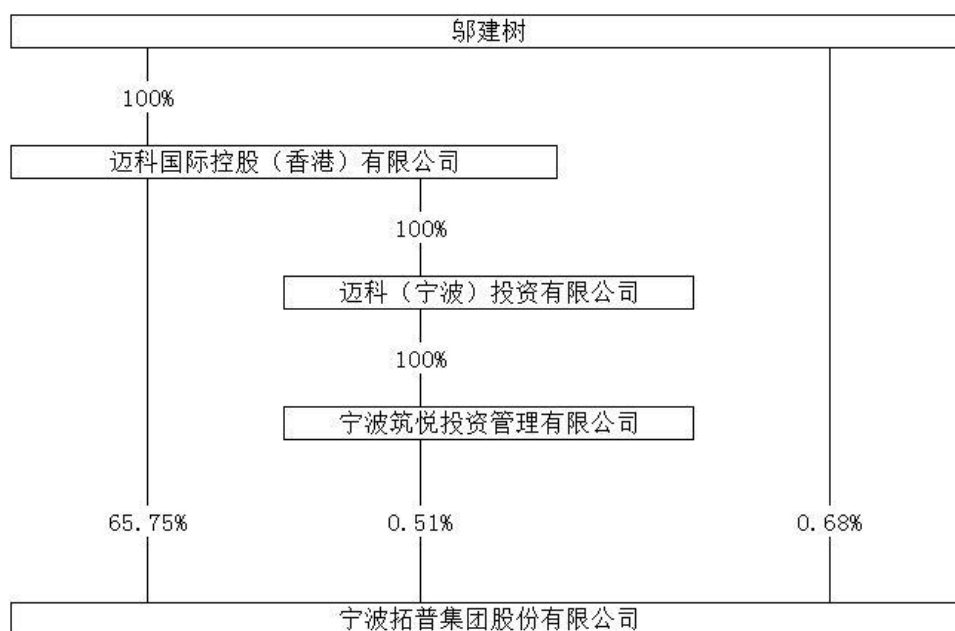 邬建树
100%
迈科国际控股（香港）有限公司
100%
迈科（宁波）投资有限公司
100%
宁波筑悦投资管理有限公司
65.75%
0.51%
0.68%
宁波拓普集团股份有限公司